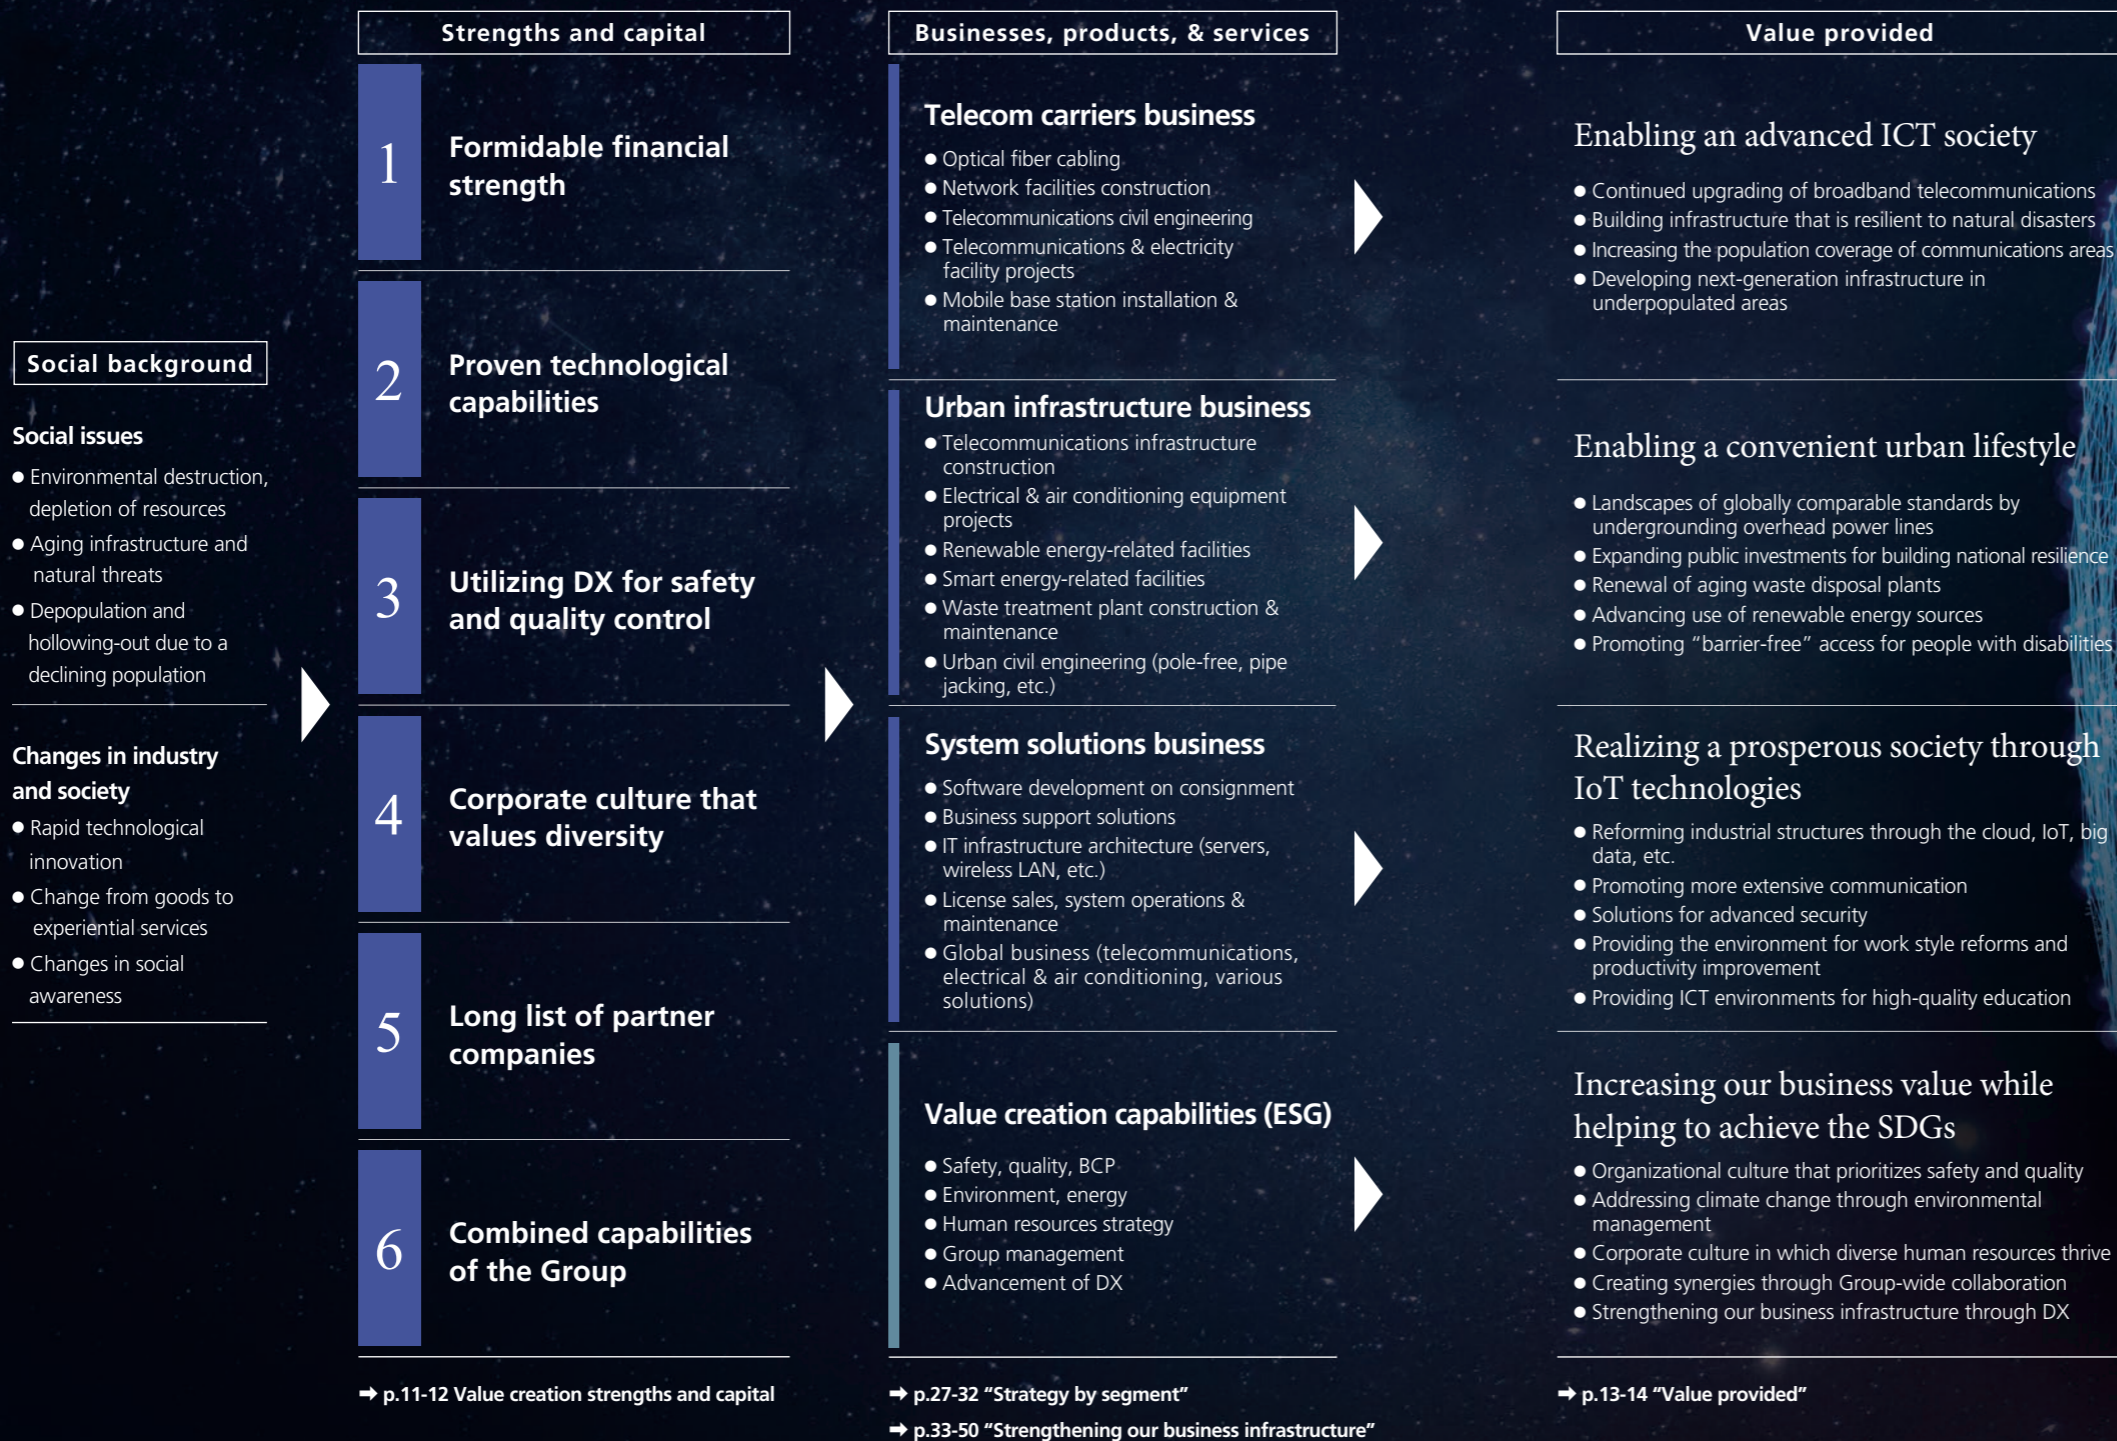 Social background
Social issues
● Environmental destruction,
depletion of resources
● Aging infrastructure and
natural threats
● Depopulation and
hollowing-out due to a
declining population
Changes in industry
and society
● Rapid technological
innovation
● Change from goods to
experiential services
● Changes in social
awareness
Strengths and capital
1
Formidable financial
strength
2
Proven technological
capabilities
3
Utilizing DX for safety
and quality control
4
Corporate culture that
values diversity
5
Long list of partner
companies
6
Combined capabilities
of the Group
➡ p.11-12 Value creation strengths and capital
Businesses, products, & services
Telecom carriers business
● Optical fiber cabling
● Network facilities construction
● Telecommunications civil engineering
● Telecommunications & electricity
facility projects
● Mobile base station installation &
maintenance
Urban infrastructure business
● Telecommunications infrastructure
construction
● Electrical & air conditioning equipment
projects
● Renewable energy-related facilities
● Smart energy-related facilities
● Waste treatment plant construction &
maintenance
● Urban civil engineering (pole-free, pipe
jacking, etc.)
System solutions business
● Software development on consignment
● Business support solutions
● IT infrastructure architecture (servers,
wireless LAN, etc.)
● License sales, system operations &
maintenance
● Global business (telecommunications,
electrical & air conditioning, various
solutions)
Value creation capabilities (ESG)
● Safety, quality, BCP
● Environment, energy
● Human resources strategy
● Group management
● Advancement of DX
➡ p.27-32 “Strategy by segment”
➡ p.33-50 “Strengthening our business infrastructure”
Value provided
Enabling an advanced ICT society
● Continued upgrading of broadband telecommunications
● Building infrastructure that is resilient to natural disasters
● Increasing the population coverage of communications areas
● Developing next-generation infrastructure in
underpopulated areas
Enabling a convenient urban lifestyle
● Landscapes of globally comparable standards by
undergrounding overhead power lines
● Expanding public investments for building national resilience
● Renewal of aging waste disposal plants
● Advancing use of renewable energy sources
● Promoting “barrier-free” access for people with disabilities
Realizing a prosperous society through
IoT technologies
● Reforming industrial structures through the cloud, IoT, big
data, etc.
● Promoting more extensive communication
● Solutions for advanced security
● Providing the environment for work style reforms and
productivity improvement
● Providing ICT environments for high-quality education
Increasing our business value while
helping to achieve the SDGs
● Organizational culture that prioritizes safety and quality
● Addressing climate change through environmental
management
● Corporate culture in which diverse human resources thrive
● Creating synergies through Group-wide collaboration
● Strengthening our business infrastructure through DX
➡ p.13-14 “Value provided”